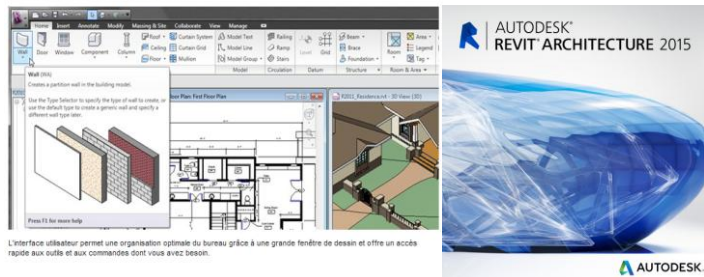 Home Insert Annotate Modify Massing & Site Collaborate View Manage
Wall Door Window Component Column
Roof Curtain System Model Text Railing Beam Area
Ceiling Curtain Grid Model Line Ramp Level Grid Brace Room Legend
Floor Mullion Model Group Stairs Foundation Tag
Model Circulation Datum Structure Room & Area
Wall (WA)
Creates a partition wall in the building model.
Use the Type Selector to specify the type of wall to create, or
use the default type to create a generic wall and specify a
different wall type later.
Press F1 for more help
Floor Plan: First Floor Plan
3D View: {3D}
L'interface utilisateur permet une organisation optimale du bureau grâce à une grande fenêtre de dessin et offre un accès
rapide aux outils et aux commandes dont vous avez besoin.
AUTODESK®
REVIT® ARCHITECTURE 2015
AUTODESK.